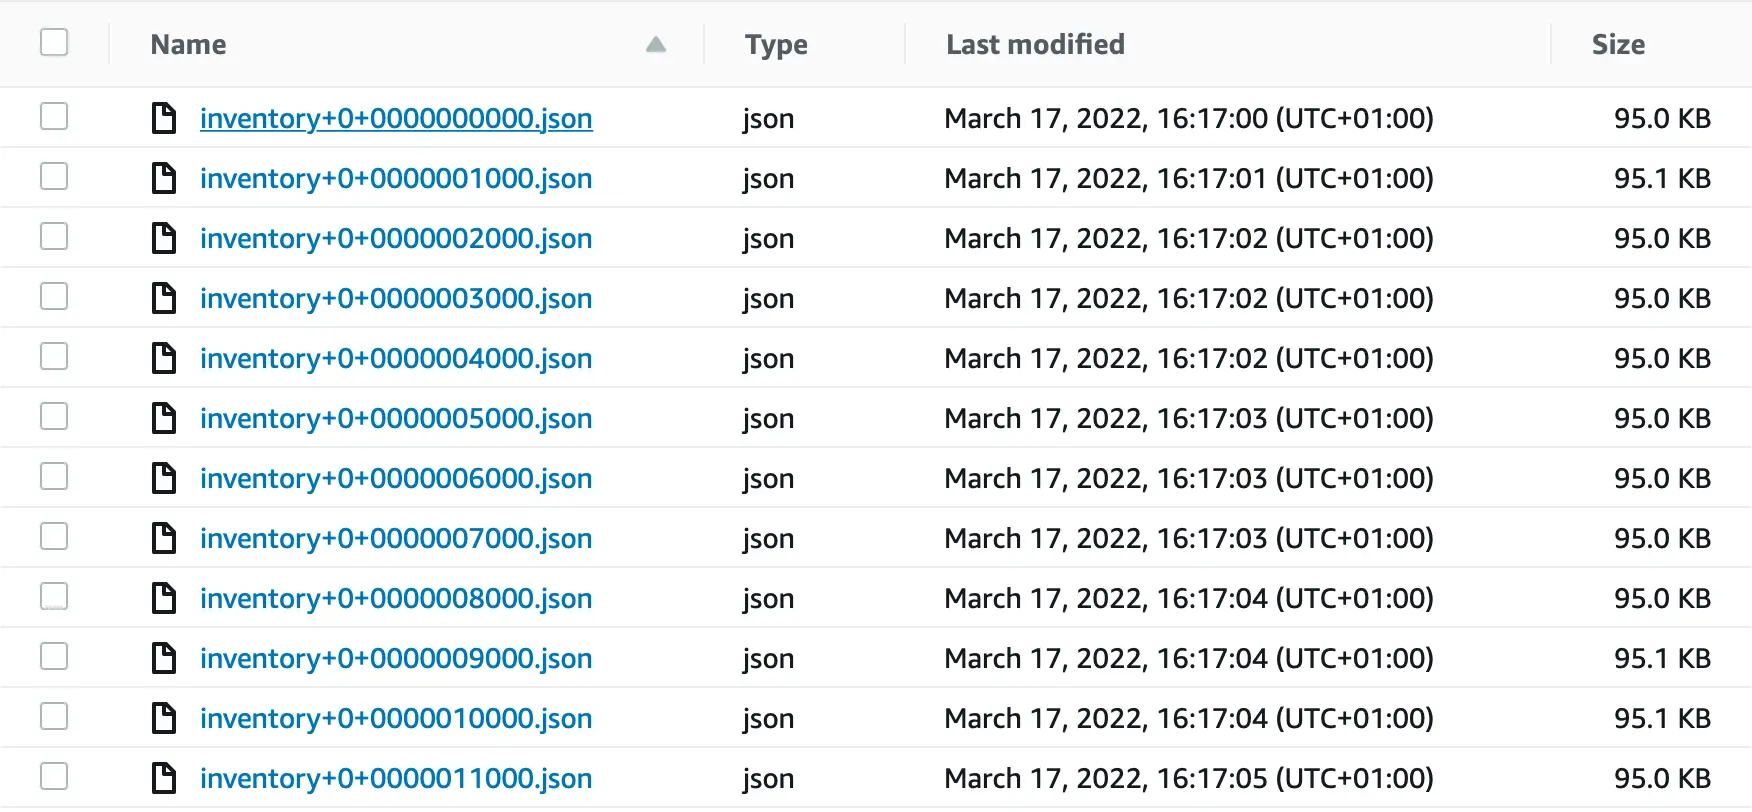 Name Type Last modified Size
inventory+0+0000000000.json json March 17, 2022, 16:17:00 (UTC+01:00) 95.0 KB
inventory+0+0000001000.json json March 17, 2022, 16:17:01 (UTC+01:00) 95.1 KB
inventory+0+0000002000.json json March 17, 2022, 16:17:02 (UTC+01:00) 95.0 KB
inventory+0+0000003000.json json March 17, 2022, 16:17:02 (UTC+01:00) 95.0 KB
inventory+0+0000004000.json json March 17, 2022, 16:17:02 (UTC+01:00) 95.0 KB
inventory+0+0000005000.json json March 17, 2022, 16:17:03 (UTC+01:00) 95.0 KB
inventory+0+0000006000.json json March 17, 2022, 16:17:03 (UTC+01:00) 95.0 KB
inventory+0+0000007000.json json March 17, 2022, 16:17:03 (UTC+01:00) 95.0 KB
inventory+0+0000008000.json json March 17, 2022, 16:17:04 (UTC+01:00) 95.0 KB
inventory+0+0000009000.json json March 17, 2022, 16:17:04 (UTC+01:00) 95.1 KB
inventory+0+0000010000.json json March 17, 2022, 16:17:04 (UTC+01:00) 95.1 KB
inventory+0+0000011000.json json March 17, 2022, 16:17:05 (UTC+01:00) 95.0 KB